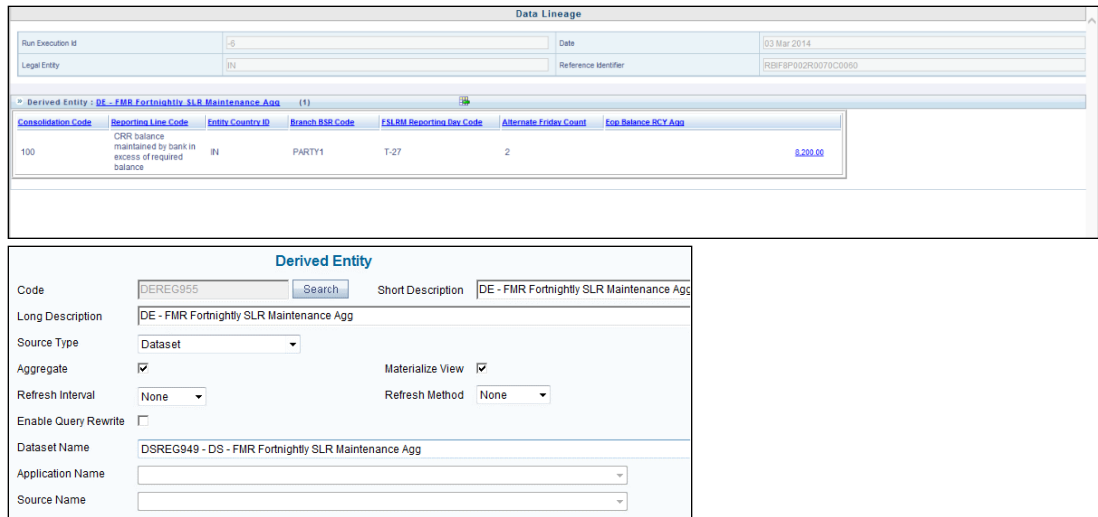 Data Lineage
Run Execution Id -6 Date 03 Mar 2014
Legal Entity IN Reference Identifier RBIF8P002R0070C0060
» Derived Entity : DE - FMR Fortnightly SLR Maintenance Agg (1)
Consolidation Code Reporting Line Code Entity Country ID Branch BSR Code FSLRM Reporting Day Code Alternate Friday Count Eop Balance RCY Agg
100 CRR balance maintained by bank in excess of required balance IN PARTY1 T-27 2 8,200.00
Derived Entity
Code DEREG955 Search Short Description DE - FMR Fortnightly SLR Maintenance Agg
Long Description DE - FMR Fortnightly SLR Maintenance Agg
Source Type Dataset
Aggregate Materialize View
Refresh Interval None Refresh Method None
Enable Query Rewrite
Dataset Name DSREG949 - DS - FMR Fortnightly SLR Maintenance Agg
Application Name
Source Name